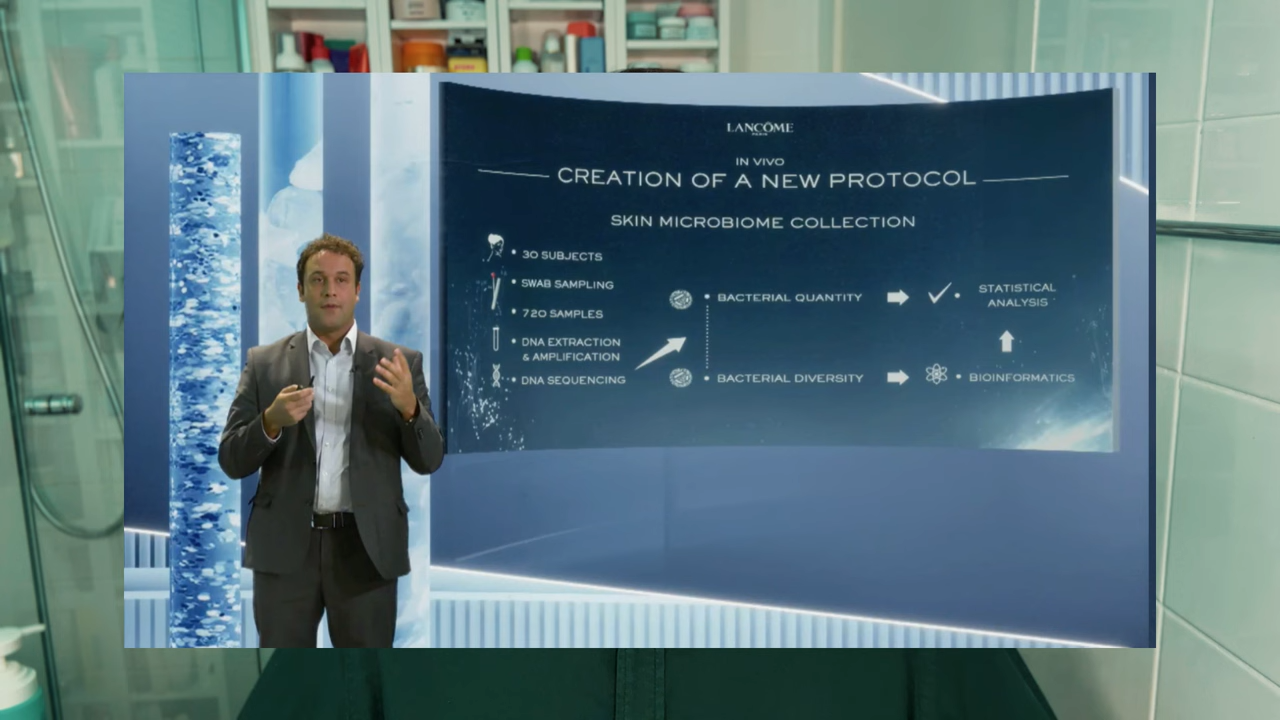 LANCÔME
IN VIVO
CREATION OF A NEW PROTOCOL
SKIN MICROBIOME COLLECTION
• 30 SUBJECTS
• SWAB SAMPLING
• 720 SAMPLES
• DNA EXTRACTION
& AMPLIFICATION
• DNA SEQUENCING
• BACTERIAL QUANTITY
• BACTERIAL DIVERSITY
• STATISTICAL
ANALYSIS
• BIOINFORMATICS